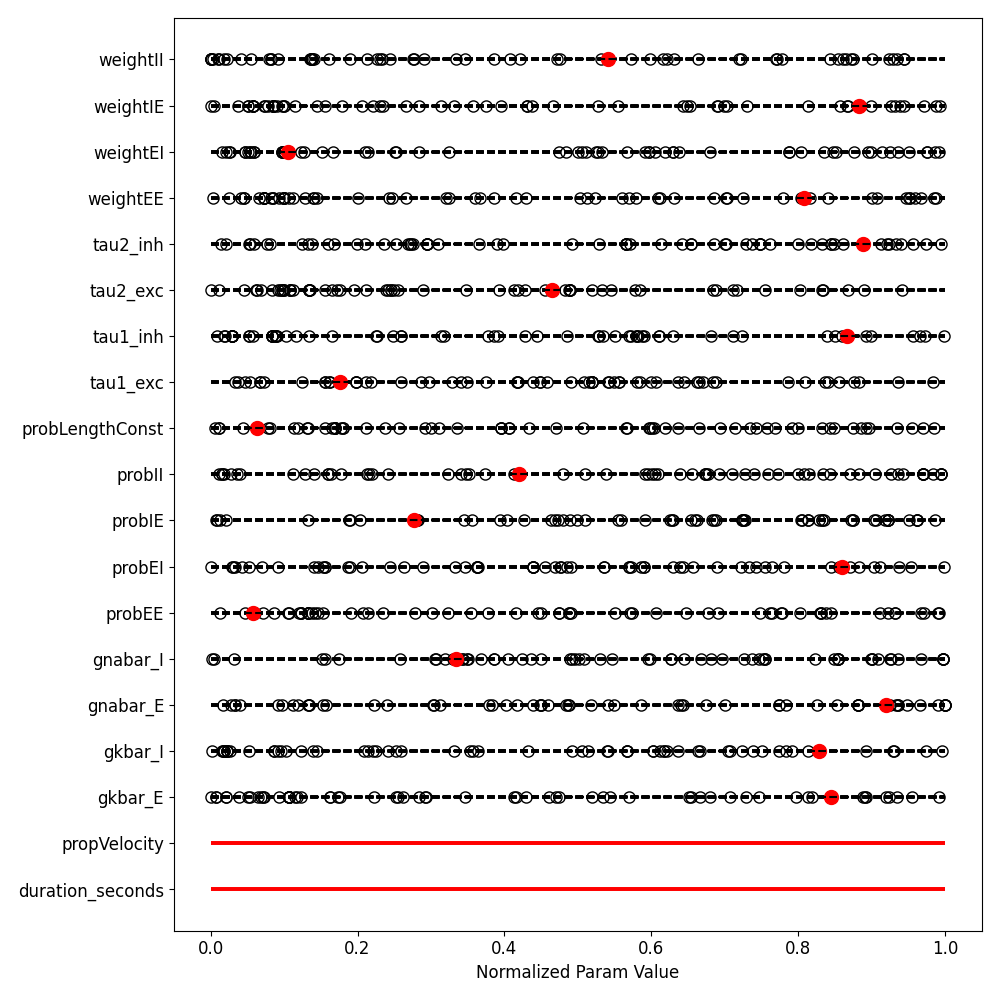 weightII
weightIE
weightEI
weightEE
tau2_inh
tau2_exc
tau1_inh
tau1_exc
probLengthConst
probII
probIE
probEI
probEE
gnabar_I
gnabar_E
gkbar_I
gkbar_E
propVelocity
duration_seconds
0.0 0.2 0.4 0.6 0.8 1.0
Normalized Param Value